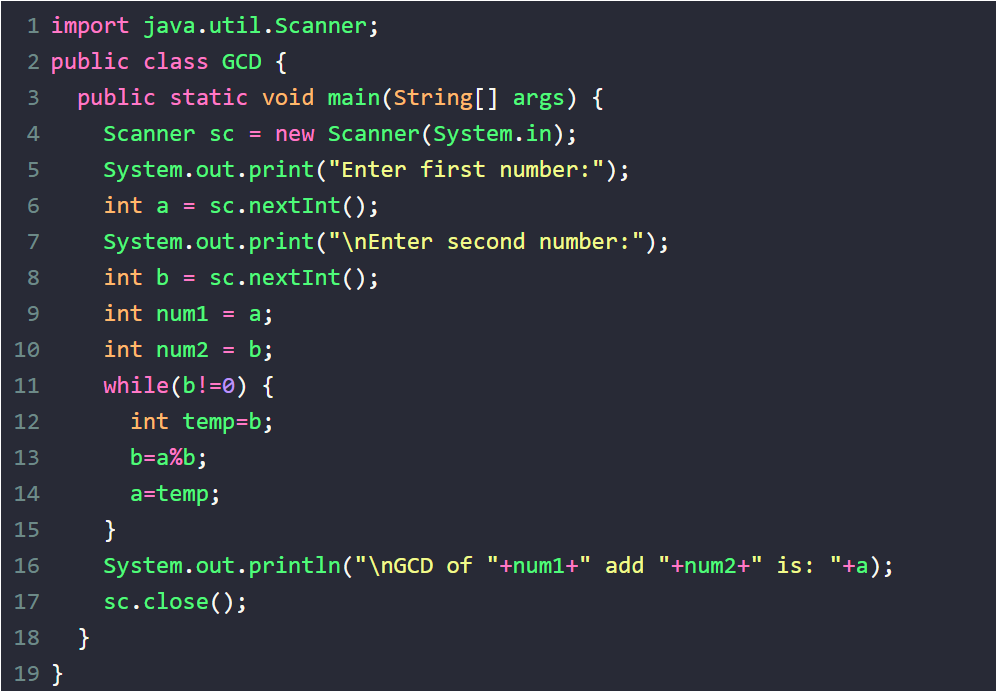 1 import java.util.Scanner;
2 public class GCD {
3   public static void main(String[] args) {
4     Scanner sc = new Scanner(System.in);
5     System.out.print("Enter first number:");
6     int a = sc.nextInt();
7     System.out.print("\nEnter second number:");
8     int b = sc.nextInt();
9     int num1 = a;
10     int num2 = b;
11     while(b!=0) {
12       int temp=b;
13       b=a%b;
14       a=temp;
15     }
16     System.out.println("\nGCD of "+num1+" add "+num2+" is: "+a);
17     sc.close();
18   }
19 }